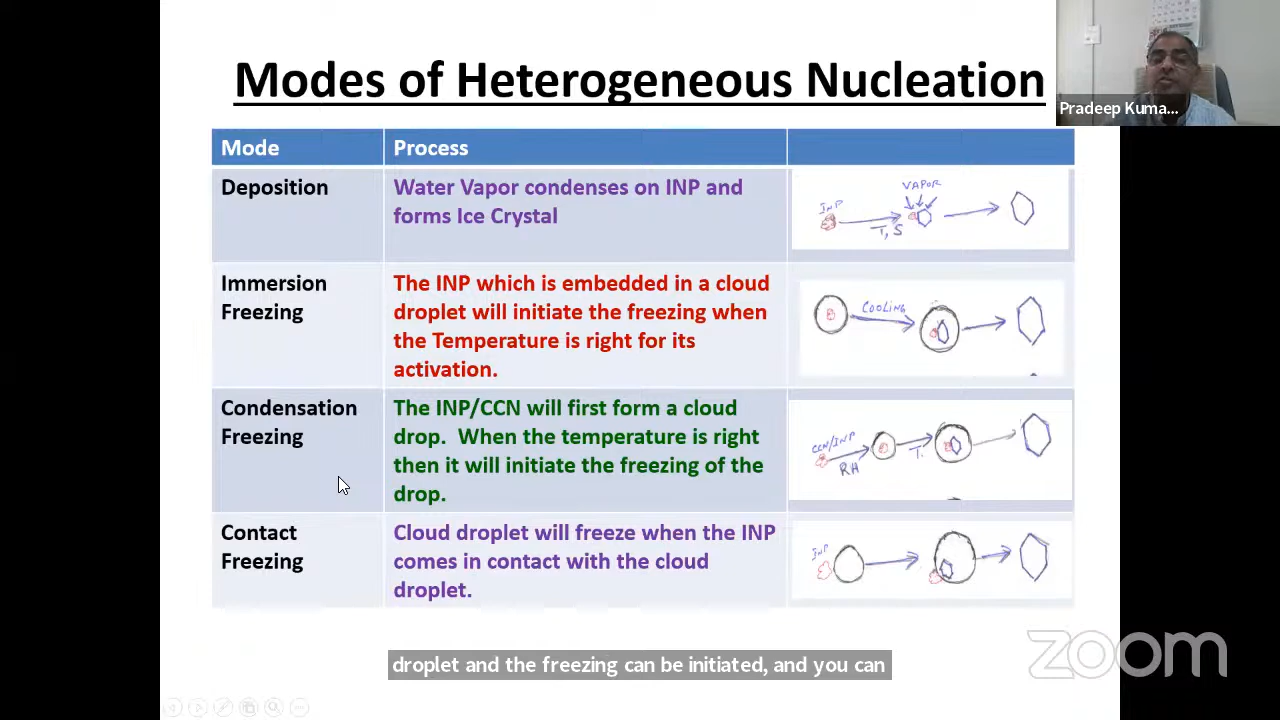 Modes of Heterogeneous Nucleation
Pradeep Kuma...
Mode
Process
Deposition
Water Vapor condenses on INP and
forms Ice Crystal
INP
T, S
VAPOR
Immersion
Freezing
The INP which is embedded in a cloud
droplet will initiate the freezing when
the Temperature is right for its
activation.
COOLING
Condensation
Freezing
The INP/CCN will first form a cloud
drop. When the temperature is right
then it will initiate the freezing of the
drop.
CCN/INP
RH
T
Contact
Freezing
Cloud droplet will freeze when the INP
comes in contact with the cloud
droplet.
INP
droplet and the freezing can be initiated, and you can
zoom